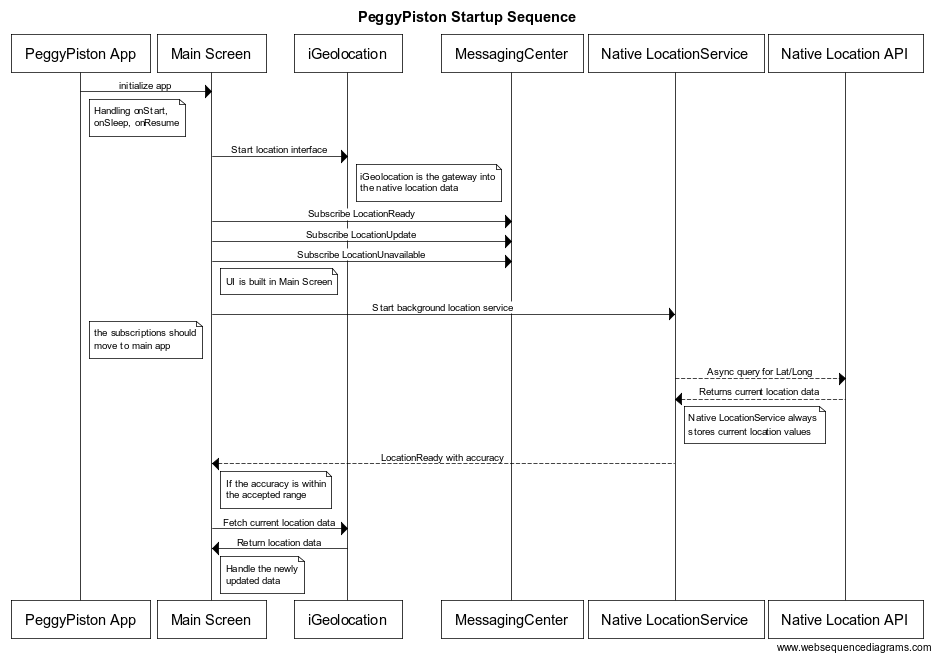 PeggyPiston Startup Sequence
PeggyPiston App
Main Screen
iGeolocation
MessagingCenter
Native LocationService
Native Location API
initialize app
Handling onStart,
onSleep, onResume
Start location interface
iGeolocation is the gateway into
the native location data
Subscribe LocationReady
Subscribe LocationUpdate
Subscribe LocationUnavailable
UI is built in Main Screen
Start background location service
the subscriptions should
move to main app
Async query for Lat/Long
Returns current location data
Native LocationService always
stores current location values
LocationReady with accuracy
If the accuracy is within
the accepted range
Fetch current location data
Return location data
Handle the newly
updated data
PeggyPiston App
Main Screen
iGeolocation
MessagingCenter
Native LocationService
Native Location API
www.websequencediagrams.com